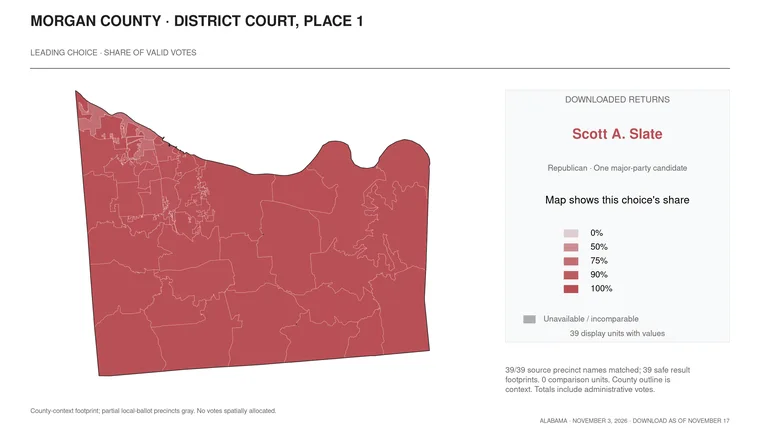 MORGAN COUNTY · DISTRICT COURT, PLACE 1
LEADING CHOICE · SHARE OF VALID VOTES
DOWNLOADED RETURNS
Scott A. Slate
Republican · One major-party candidate
Map shows this choice's share
0%
50%
75%
90%
100%
Unavailable / incomparable
39 display units with values
39/39 source precinct names matched; 39 safe result
footprints. 0 comparison units. County outline is
context. Totals include administrative votes.
County-context footprint; partial local-ballot precincts gray. No votes spatially allocated.
ALABAMA · NOVEMBER 3, 2026 · DOWNLOAD AS OF NOVEMBER 17